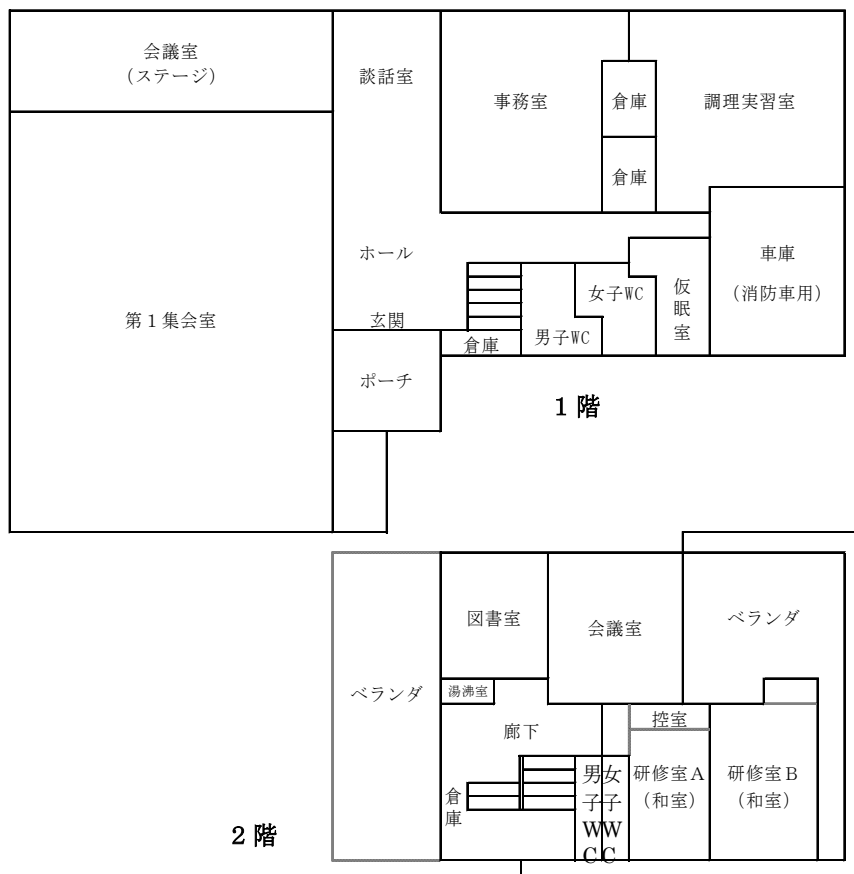 会議室
(ステージ)
談話室
事務室
倉庫
調理実習室
倉庫
ホール
車庫
(消防車用)
女子WC
仮眠室
第１集会室
玄関
倉庫
男子WC
ポーチ
１階
図書室
会議室
ベランダ
ベランダ
湯沸室
控室
廊下
倉庫
男子WC
女子WC
研修室Ａ
(和室)
研修室Ｂ
(和室)
２階